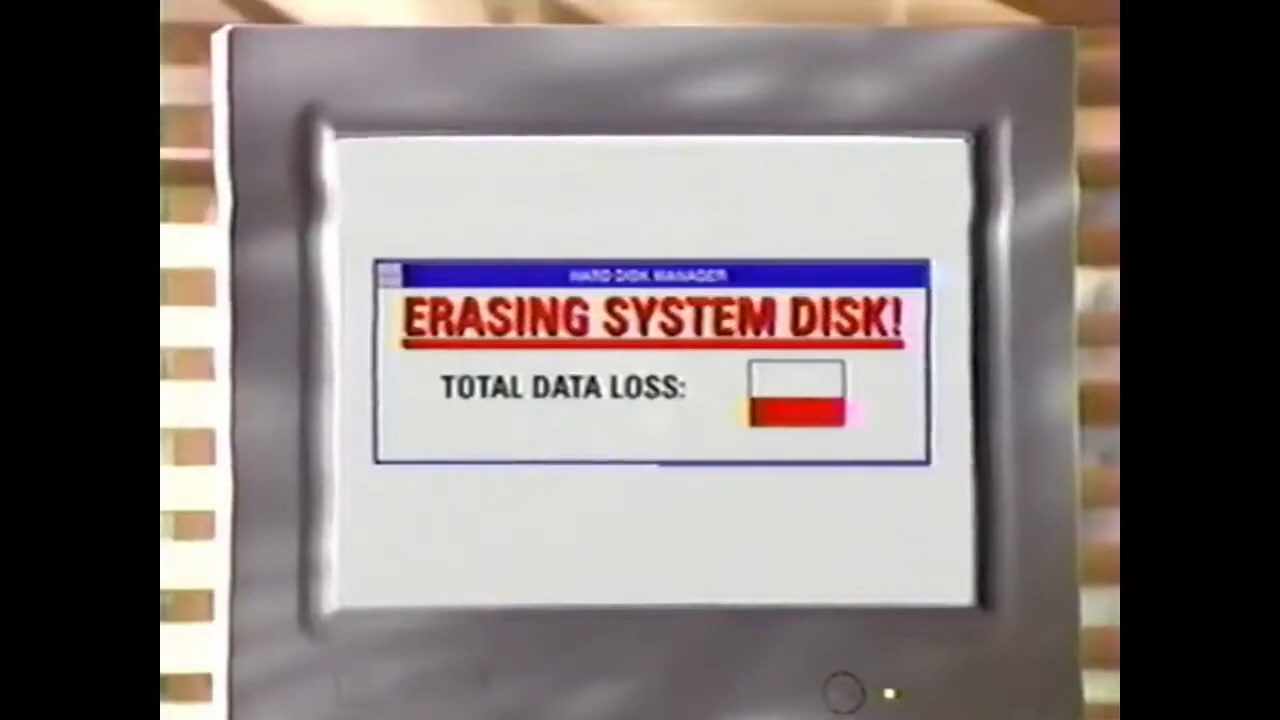 HARD DISK MANAGER
ERASING SYSTEM DISK!
TOTAL DATA LOSS: